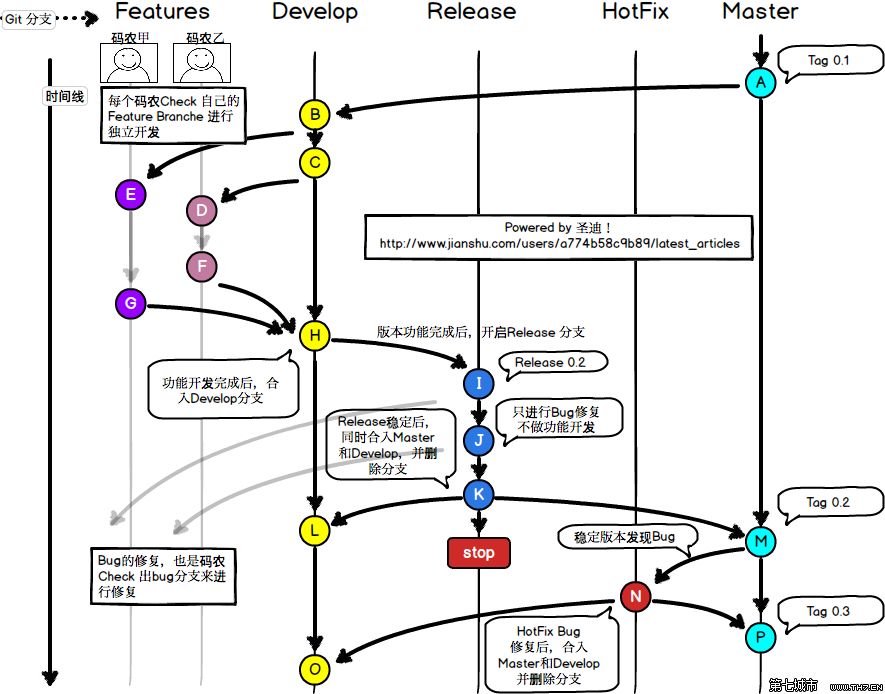 Git 分支
Features
Develop
Release
HotFix
Master
码农甲
码农乙
Tag 0.1
A
时间线
每个码农Check 自己的
Feature Branche 进行
独立开发
B
C
E
D
Powered by 圣迪！
http://www.jianshu.com/users/a774b58c9b89/latest_articles
F
G
H
版本功能完成后，开启Release 分支
Release 0.2
I
功能开发完成后，合
入Develop分支
只进行Bug修复
不做功能开发
Release稳定后，
同时合入Master
和Develop，并删
除分支
J
K
Tag 0.2
L
稳定版本发现Bug
M
stop
Bug的修复，也是码农
Check 出bug分支来进
行修复
N
Tag 0.3
HotFix Bug
修复后，合入
Master和Develop
并删除分支
P
O
第七城市
WWW.TH7.CN